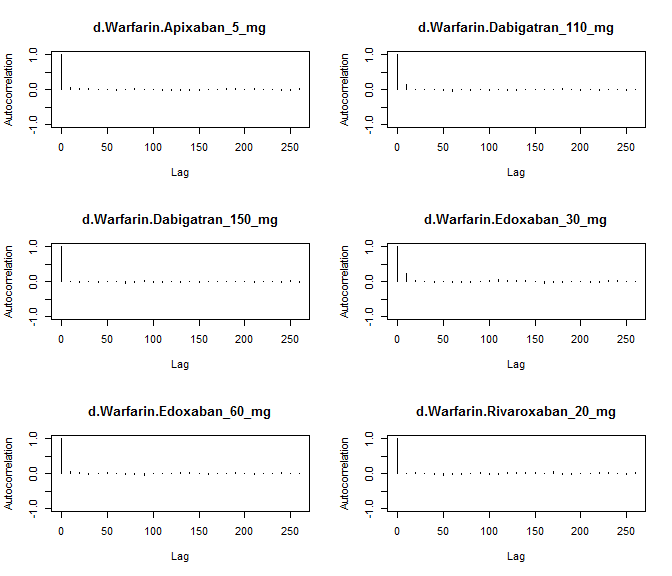 d.Warfarin.Apixaban_5_mg
Autocorrelation
1.0
0.0
-1.0
0 50 100 150 200 250
Lag
d.Warfarin.Dabigatran_110_mg
Autocorrelation
1.0
0.0
-1.0
0 50 100 150 200 250
Lag
d.Warfarin.Dabigatran_150_mg
Autocorrelation
1.0
0.0
-1.0
0 50 100 150 200 250
Lag
d.Warfarin.Edoxaban_30_mg
Autocorrelation
1.0
0.0
-1.0
0 50 100 150 200 250
Lag
d.Warfarin.Edoxaban_60_mg
Autocorrelation
1.0
0.0
-1.0
0 50 100 150 200 250
Lag
d.Warfarin.Rivaroxaban_20_mg
Autocorrelation
1.0
0.0
-1.0
0 50 100 150 200 250
Lag